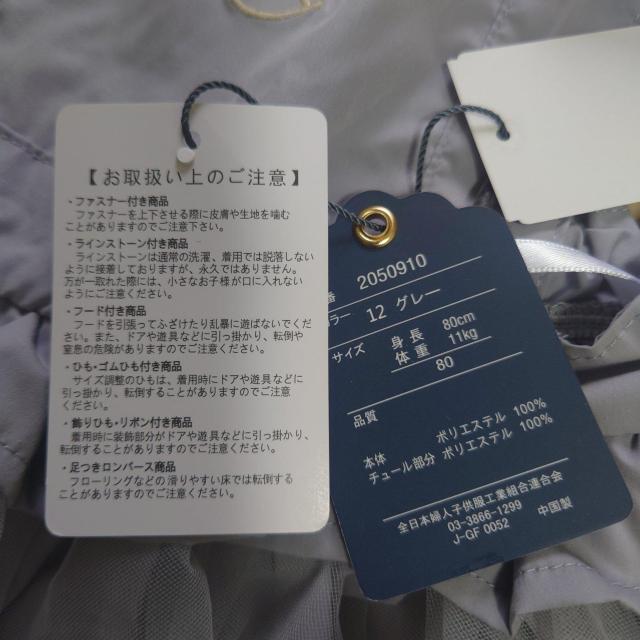 【お取扱い上のご注意】
・ファスナー付き商品
ファスナーを上下させる際に皮膚や生地を噛む
ことがありますのでご注意下さい。
・ラインストーン付き商品
ラインストーンは通常の洗濯、着用では脱落しない
ように接着しておりますが、永久ではありません。
万が一取れた際には、小さなお子様が口に入れない
ようにご注意ください。
・フード付き商品
フードを引張ってふざけたり乱暴に遊ばないでくだ
さい。また、ドアや遊具などに引っ掛かり、転倒や
窒息の危険がありますのでご注意ください。
・ひも・ゴムひも付き商品
サイズ調整のひもは、着用時にドアや遊具などに
引っ掛かり、転倒することがありますのでご注意
ください。
・飾りひも・リボン付き商品
着用時に装飾部分がドアや遊具などに引っ掛かり、
転倒することがありますのでご注意ください。
・足つきロンパース商品
フローリングなどの滑りやすい床では転倒する
ことがありますのでご注意ください。
番 2050910
ラー 12 グレー
サイズ 身長 80cm
体重 11kg
80
品質
本体 ポリエステル 100%
チュール部分 ポリエステル 100%
全日本婦人子供服工業組合連合会
03-3866-1299
J-GF 0052 中国製